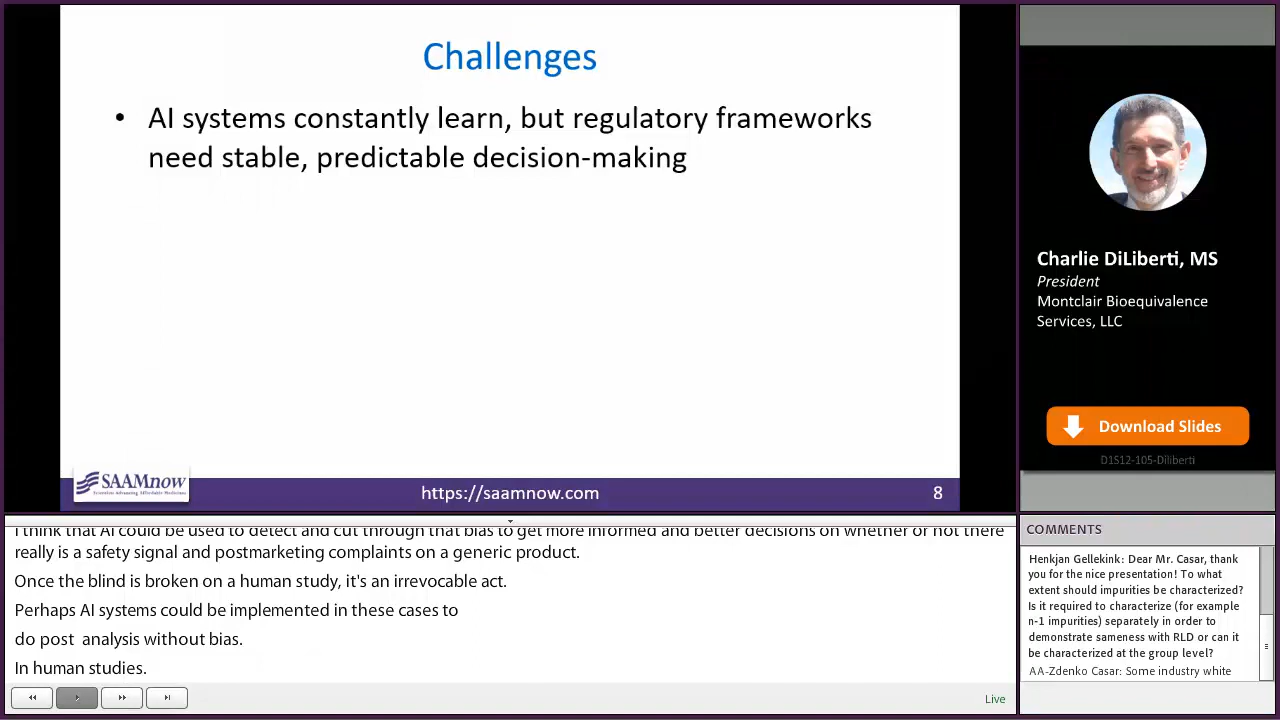 Challenges
• AI systems constantly learn, but regulatory frameworks
need stable, predictable decision-making
SAAMnow
Scientists Advancing Affordable Medicines
https://saamnow.com
8
Charlie DiLiberti, MS
President
Montclair Bioequivalence
Services, LLC
Download Slides
D1S12-105-Diliberti
I think that AI could be used to detect and cut through that bias to get more informed and better decisions on whether or not there
really is a safety signal and postmarketing complaints on a generic product.
Once the blind is broken on a human study, it's an irrevocable act.
Perhaps AI systems could be implemented in these cases to
do post analysis without bias.
In human studies.
Live
COMMENTS
Henkjan Gellekink: Dear Mr. Casar, thank
you for the nice presentation! To what
extent should impurities be characterized?
Is it required to characterize (for example
n-1 impurities) separately in order to
demonstrate sameness with RLD or can it
be characterized at the group level?
AA-Zdenko Casar: Some industry white